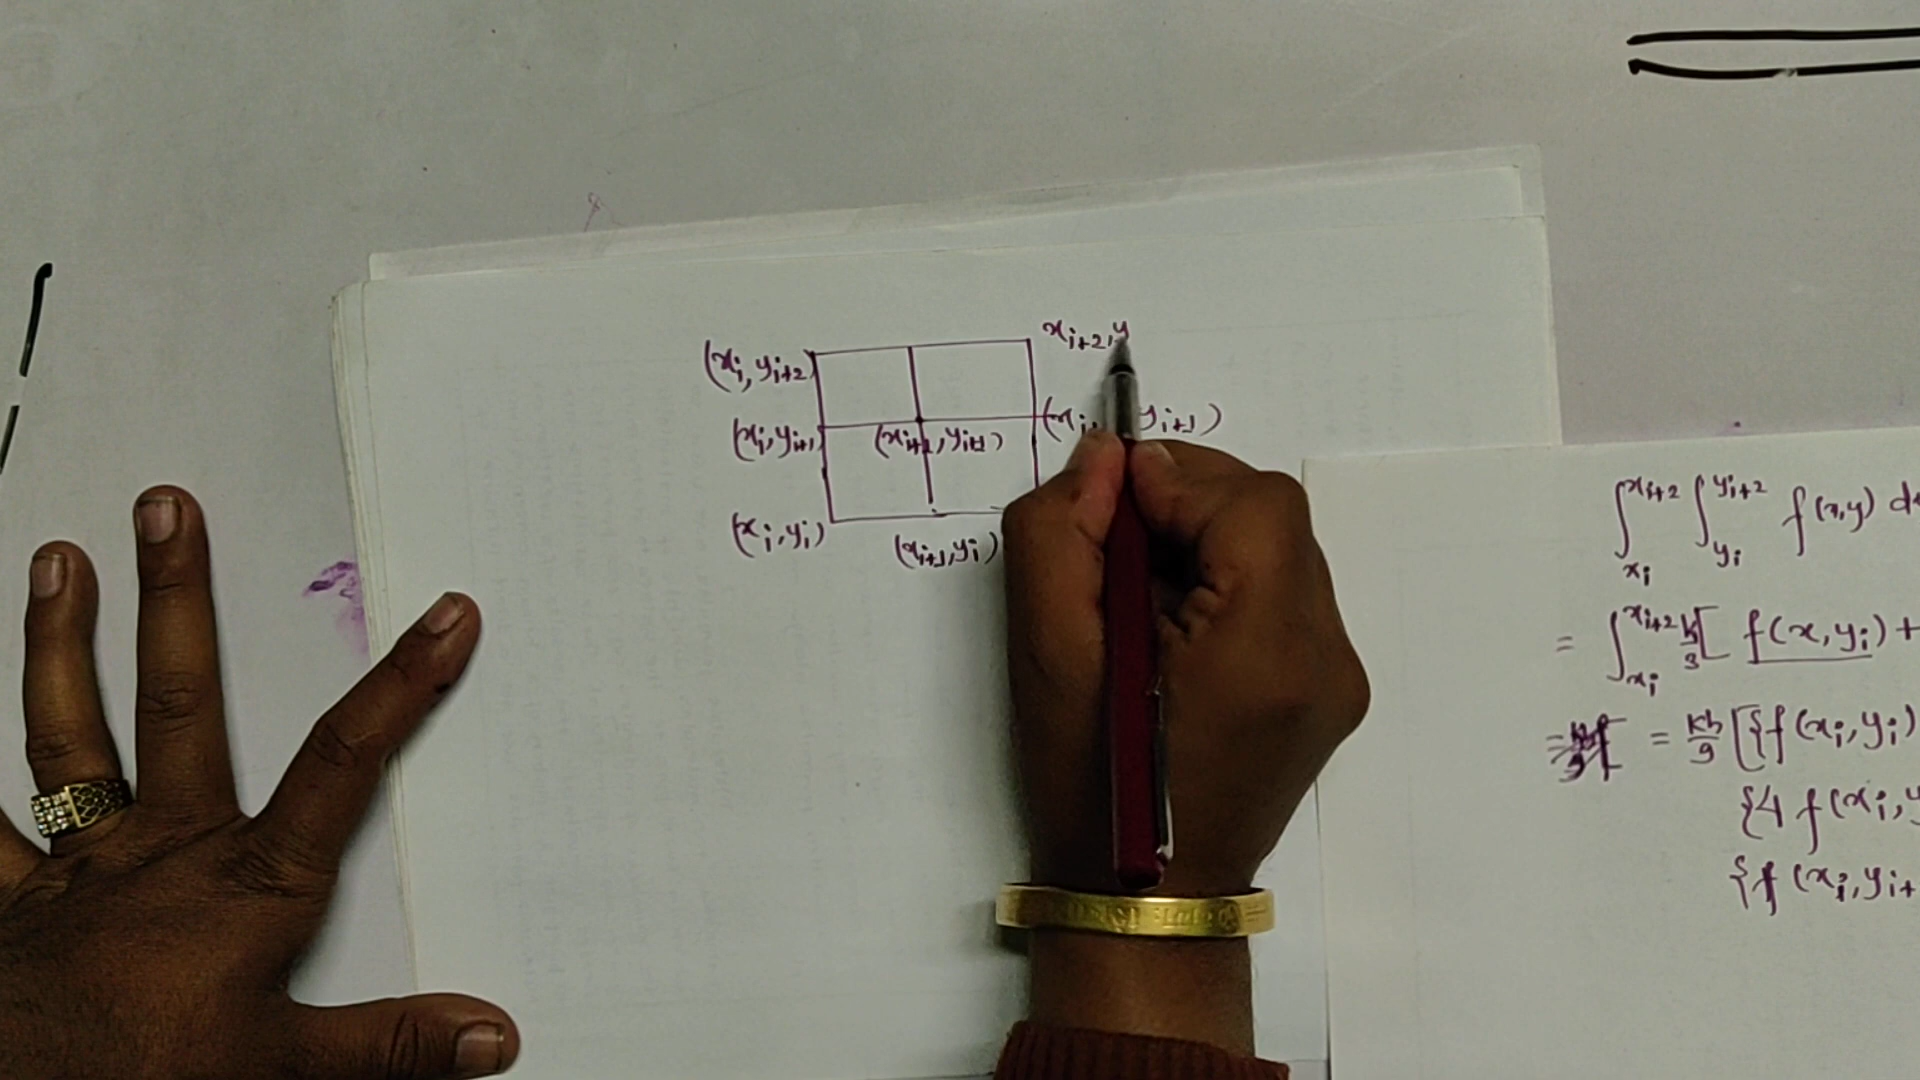 (xi, yi+2) xi+2, y
(xi, yi+1 (xi+1, yi+1) yi+1)
(xi, yi) (xi+1, yi)
∫xi^xi+2 ∫yi^yi+2 f(x,y)
= ∫xi^xi+2 k/3 [ f(x, yi) +
= kh/9 [{f(xi, yi)
{4 f(xi, y
{f (xi, yi+